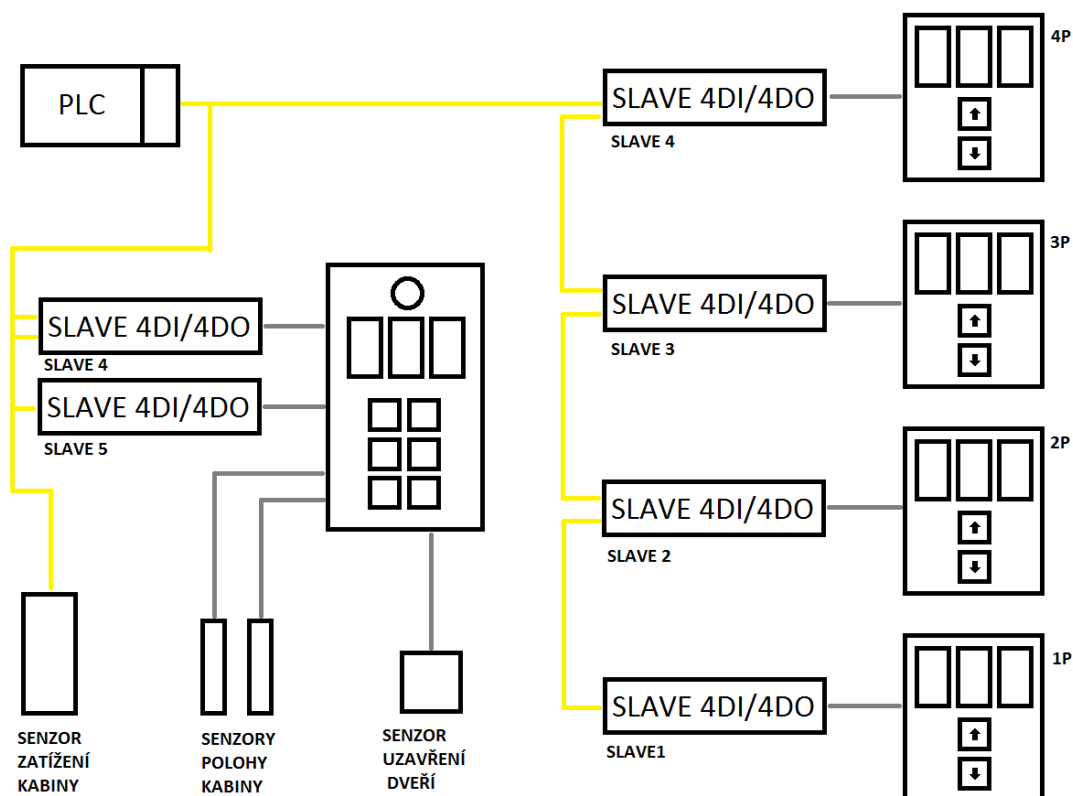 PLC
SLAVE 4DI/4DO
SLAVE 4
4P
SLAVE 4DI/4DO
SLAVE 3
3P
SLAVE 4DI/4DO
SLAVE 4
SLAVE 4DI/4DO
SLAVE 5
SLAVE 4DI/4DO
SLAVE 2
2P
SLAVE 4DI/4DO
SLAVE1
1P
SENZOR
ZATÍŽENÍ
KABINY
SENZORY
POLOHY
KABINY
SENZOR
UZAVŘENÍ
DVEŘÍ